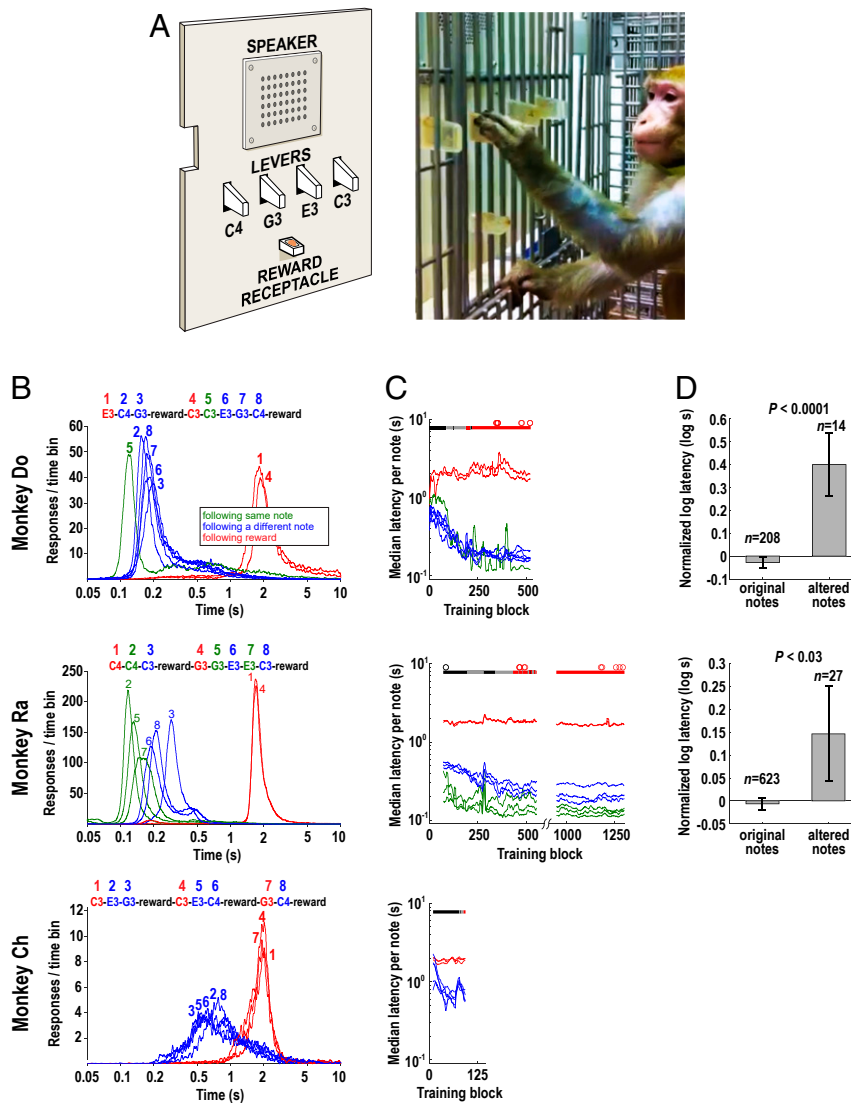 A
SPEAKER
LEVERS
C4 G3 E3 C3
REWARD
RECEPTACLE
B
Monkey Do
1 2 3 4 5 6 7 8
E3-C4-G3-reward-C3-C3-E3-G3-C4-reward
Responses / time bin
60
50
40
30
20
10
5
2 8
7
6
3
1
4
following same note
following a different note
following reward
0.05 0.1 0.2 0.5 1 2 5 10
Time (s)
C
Median latency per note (s)
10¹
10⁰
10⁻¹
0 250 500
Training block
D
Normalized log latency (log s)
0.6
0.5
0.4
0.3
0.2
0.1
0
-0.1
P < 0.0001
n=14
n=208
original notes
altered notes
Monkey Ra
1 2 3 4 5 6 7 8
C4-C4-C3-reward-G3-G3-E3-E3-C3-reward
Responses / time bin
250
200
150
100
50
0
2
5
7
6
8
3
1
4
0.05 0.1 0.2 0.5 1 2 5 10
Time (s)
Median latency per note (s)
10¹
10⁰
10⁻¹
0 250 500 1000 1250
Training block
Normalized log latency (log s)
0.3
0.25
0.2
0.15
0.1
0.05
0
-0.05
P < 0.03
n=27
n=623
original notes
altered notes
Monkey Ch
1 2 3 4 5 6 7 8
C3-E3-G3-reward-C3-E3-C4-reward-G3-C4-reward
Responses / time bin
12
10
8
6
4
2
3 5 6 2 8
4
7
1
0.05 0.1 0.2 0.5 1 2 5 10
Time (s)
Median latency per note (s)
10¹
10⁰
10⁻¹
0 125
Training block